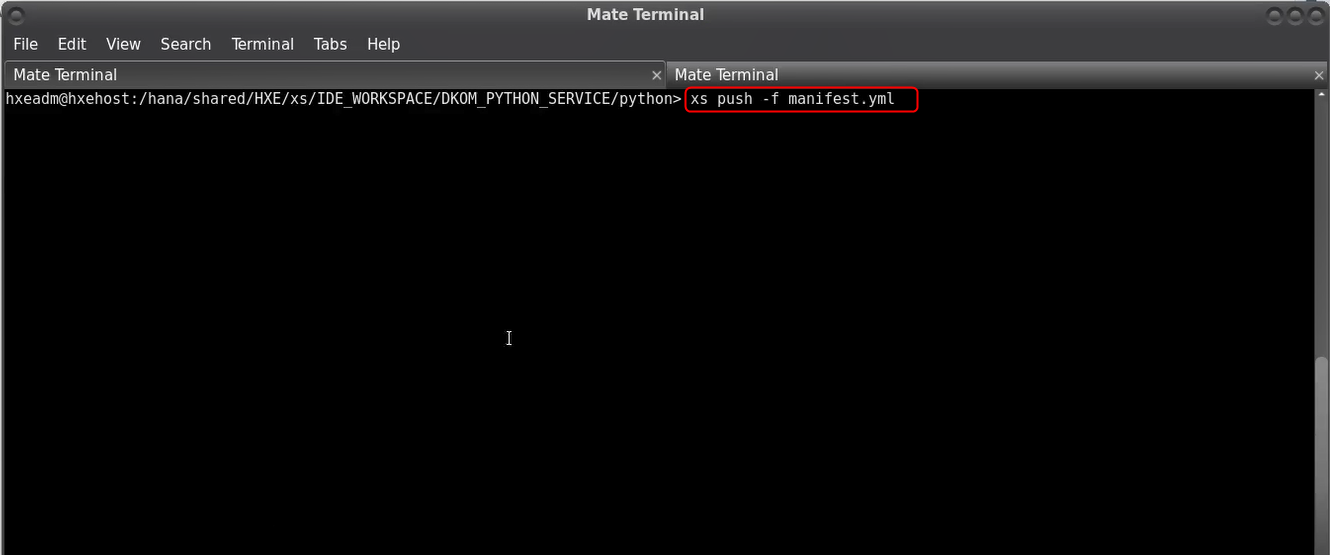 Mate Terminal
File Edit View Search Terminal Tabs Help
Mate Terminal Mate Terminal
hxeadm@hxehost:/hana/shared/HXE/xs/IDE_WORKSPACE/DKOM_PYTHON_SERVICE/python> xs push -f manifest.yml